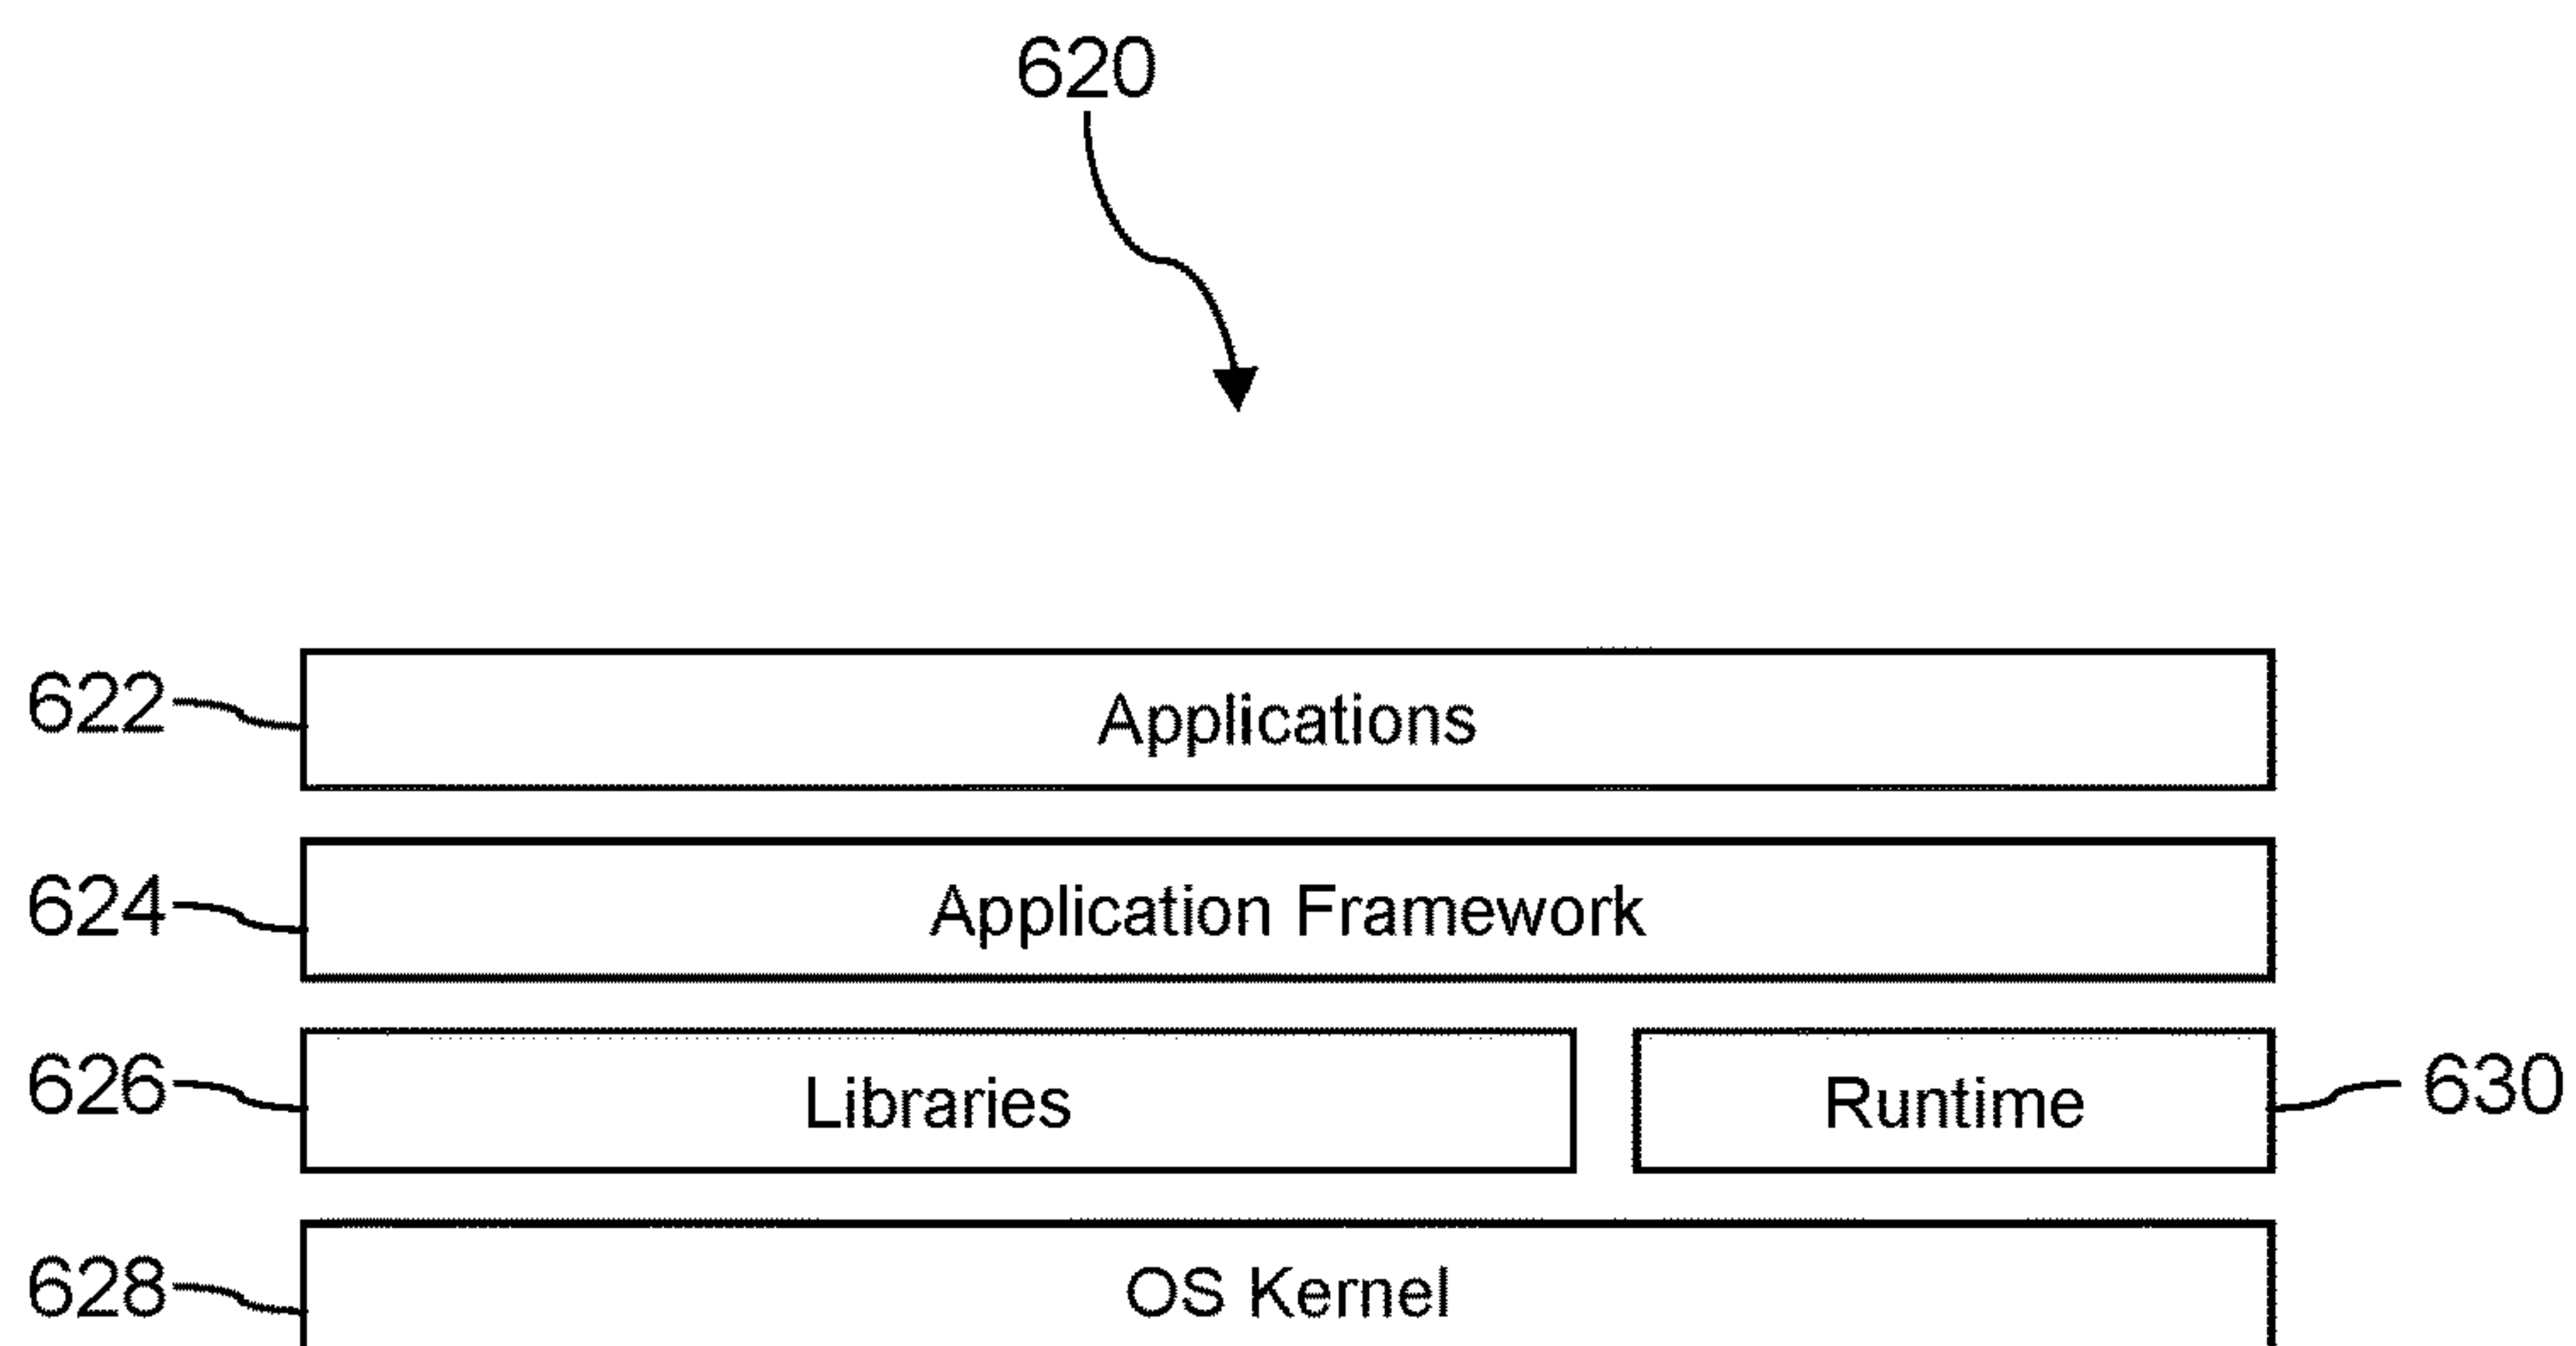 620
622 Applications
624 Application Framework
626 Libraries Runtime 630
628 OS Kernel